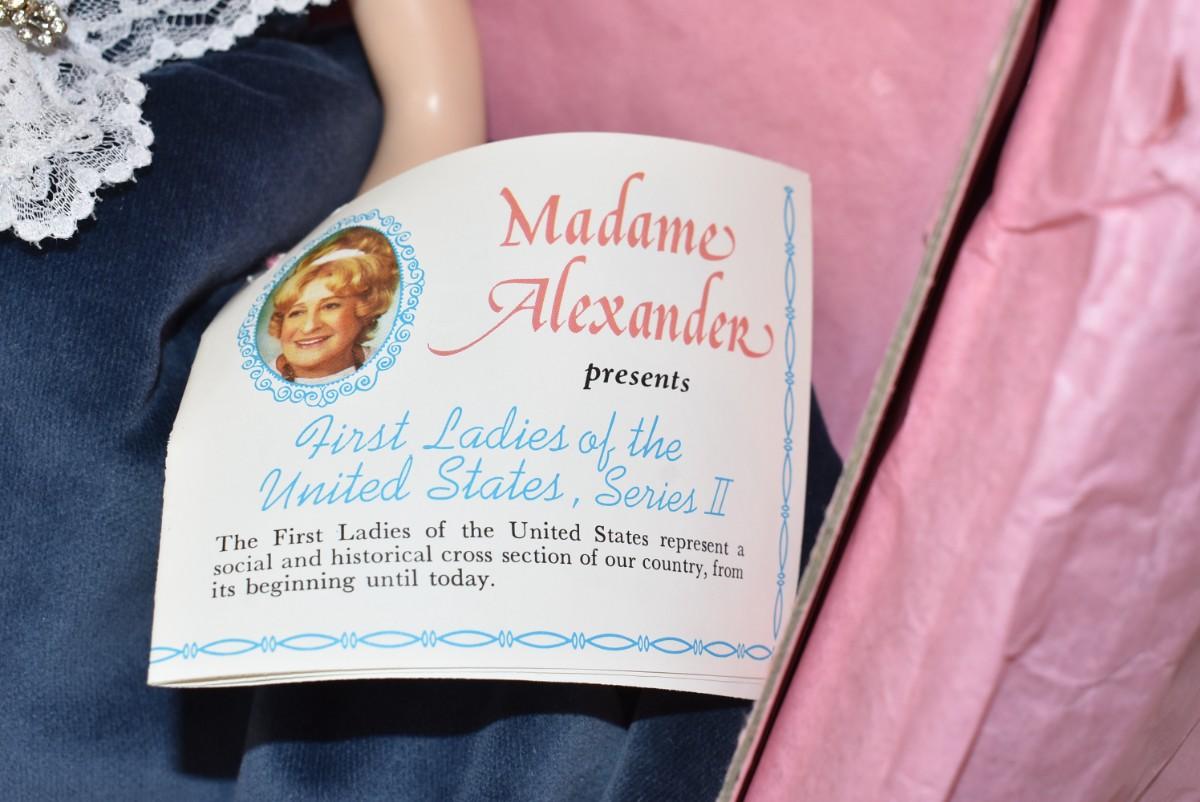 Madame
Alexander
presents
First Ladies of the
United States, Series II
The First Ladies of the United States represent a
social and historical cross section of our country, from
its beginning until today.